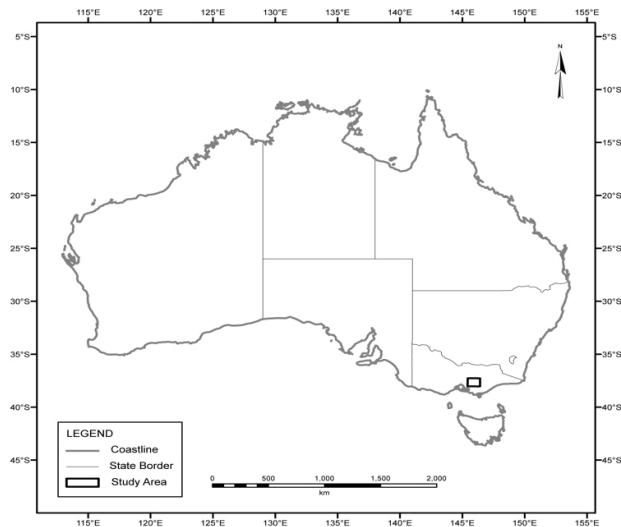 115°E 120°E 125°E 130°E 135°E 140°E 145°E 150°E 155°E
5°S 5°S
N
10°S 10°S
15°S 15°S
20°S 20°S
25°S 25°S
30°S 30°S
35°S 35°S
40°S 40°S
LEGEND
Coastline
State Border
Study Area
45°S 45°S
0 500 1,000 1,500 2,000
km
115°E 120°E 125°E 130°E 135°E 140°E 145°E 150°E 155°E